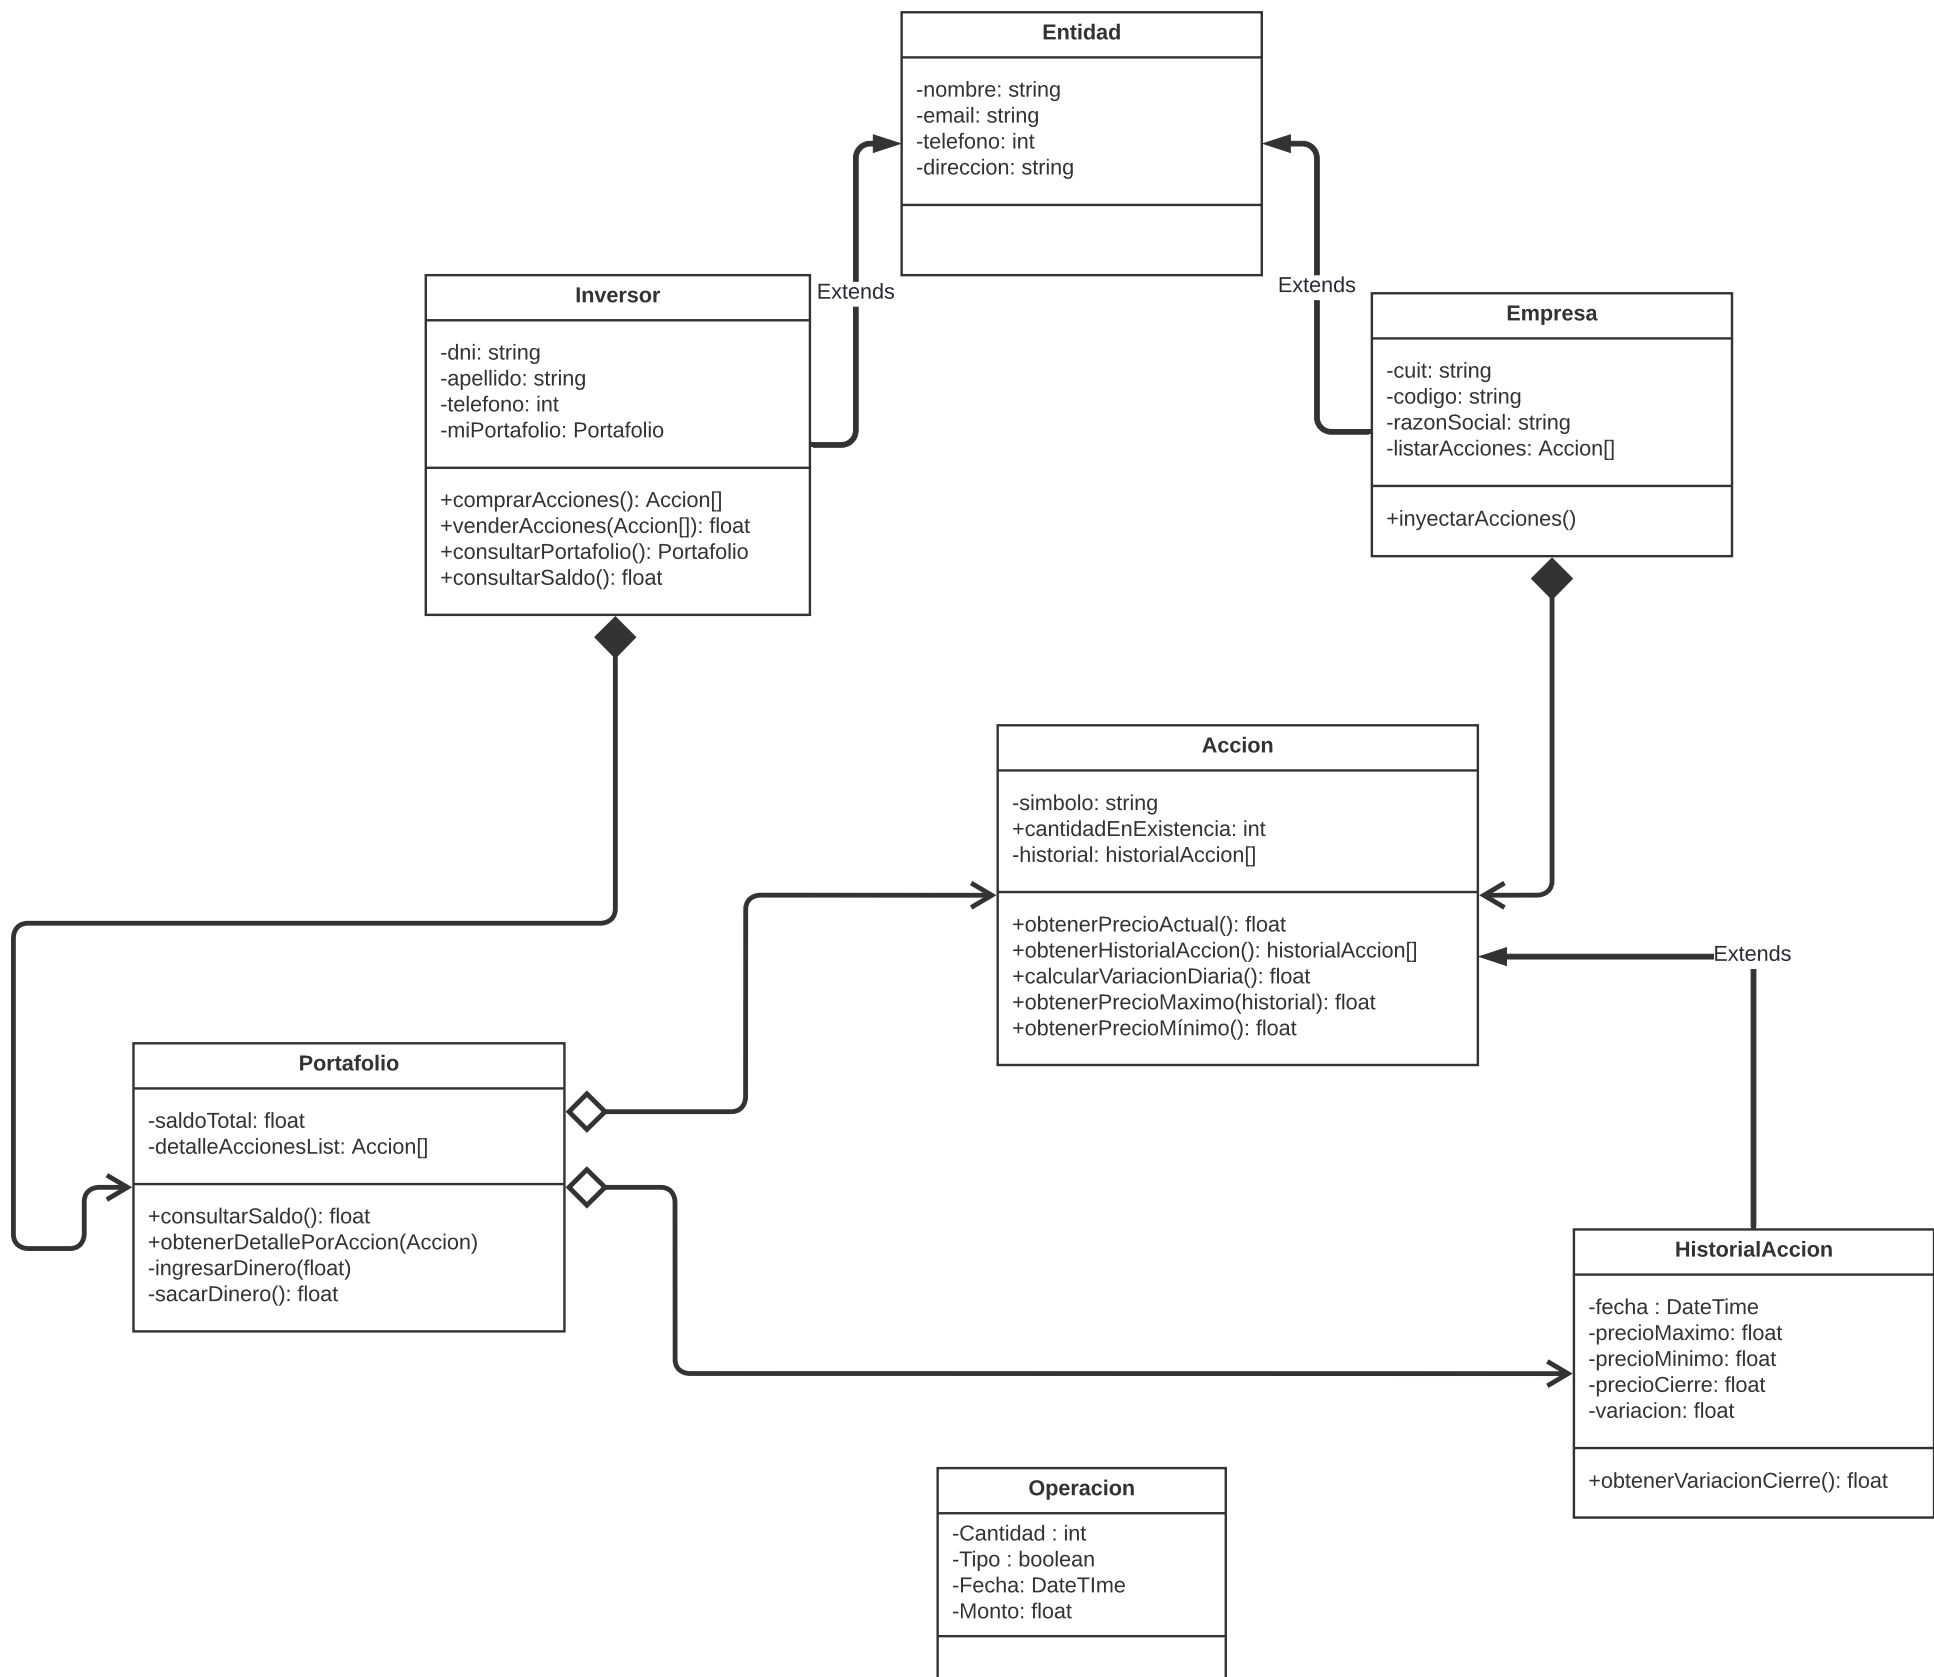 Entidad
-nombre: string
-email: string
-telefono: int
-direccion: string
Extends
Extends
Inversor
-dni: string
-apellido: string
-telefono: int
-miPortafolio: Portafolio
+comprarAcciones(): Accion[]
+venderAcciones(Accion[]): float
+consultarPortafolio(): Portafolio
+consultarSaldo(): float
Empresa
-cuit: string
-codigo: string
-razonSocial: string
-listarAcciones: Accion[]
+inyectarAcciones()
Accion
-simbolo: string
+cantidadEnExistencia: int
-historial: historialAccion[]
+obtenerPrecioActual(): float
+obtenerHistorialAccion(): historialAccion[]
+calcularVariacionDiaria(): float
+obtenerPrecioMaximo(historial): float
+obtenerPrecioMínimo(): float
Extends
Portafolio
-saldoTotal: float
-detalleAccionesList: Accion[]
+consultarSaldo(): float
+obtenerDetallePorAccion(Accion)
-ingresarDinero(float)
-sacarDinero(): float
HistorialAccion
-fecha : DateTime
-precioMaximo: float
-precioMinimo: float
-precioCierre: float
-variacion: float
+obtenerVariacionCierre(): float
Operacion
-Cantidad : int
-Tipo : boolean
-Fecha: DateTIme
-Monto: float